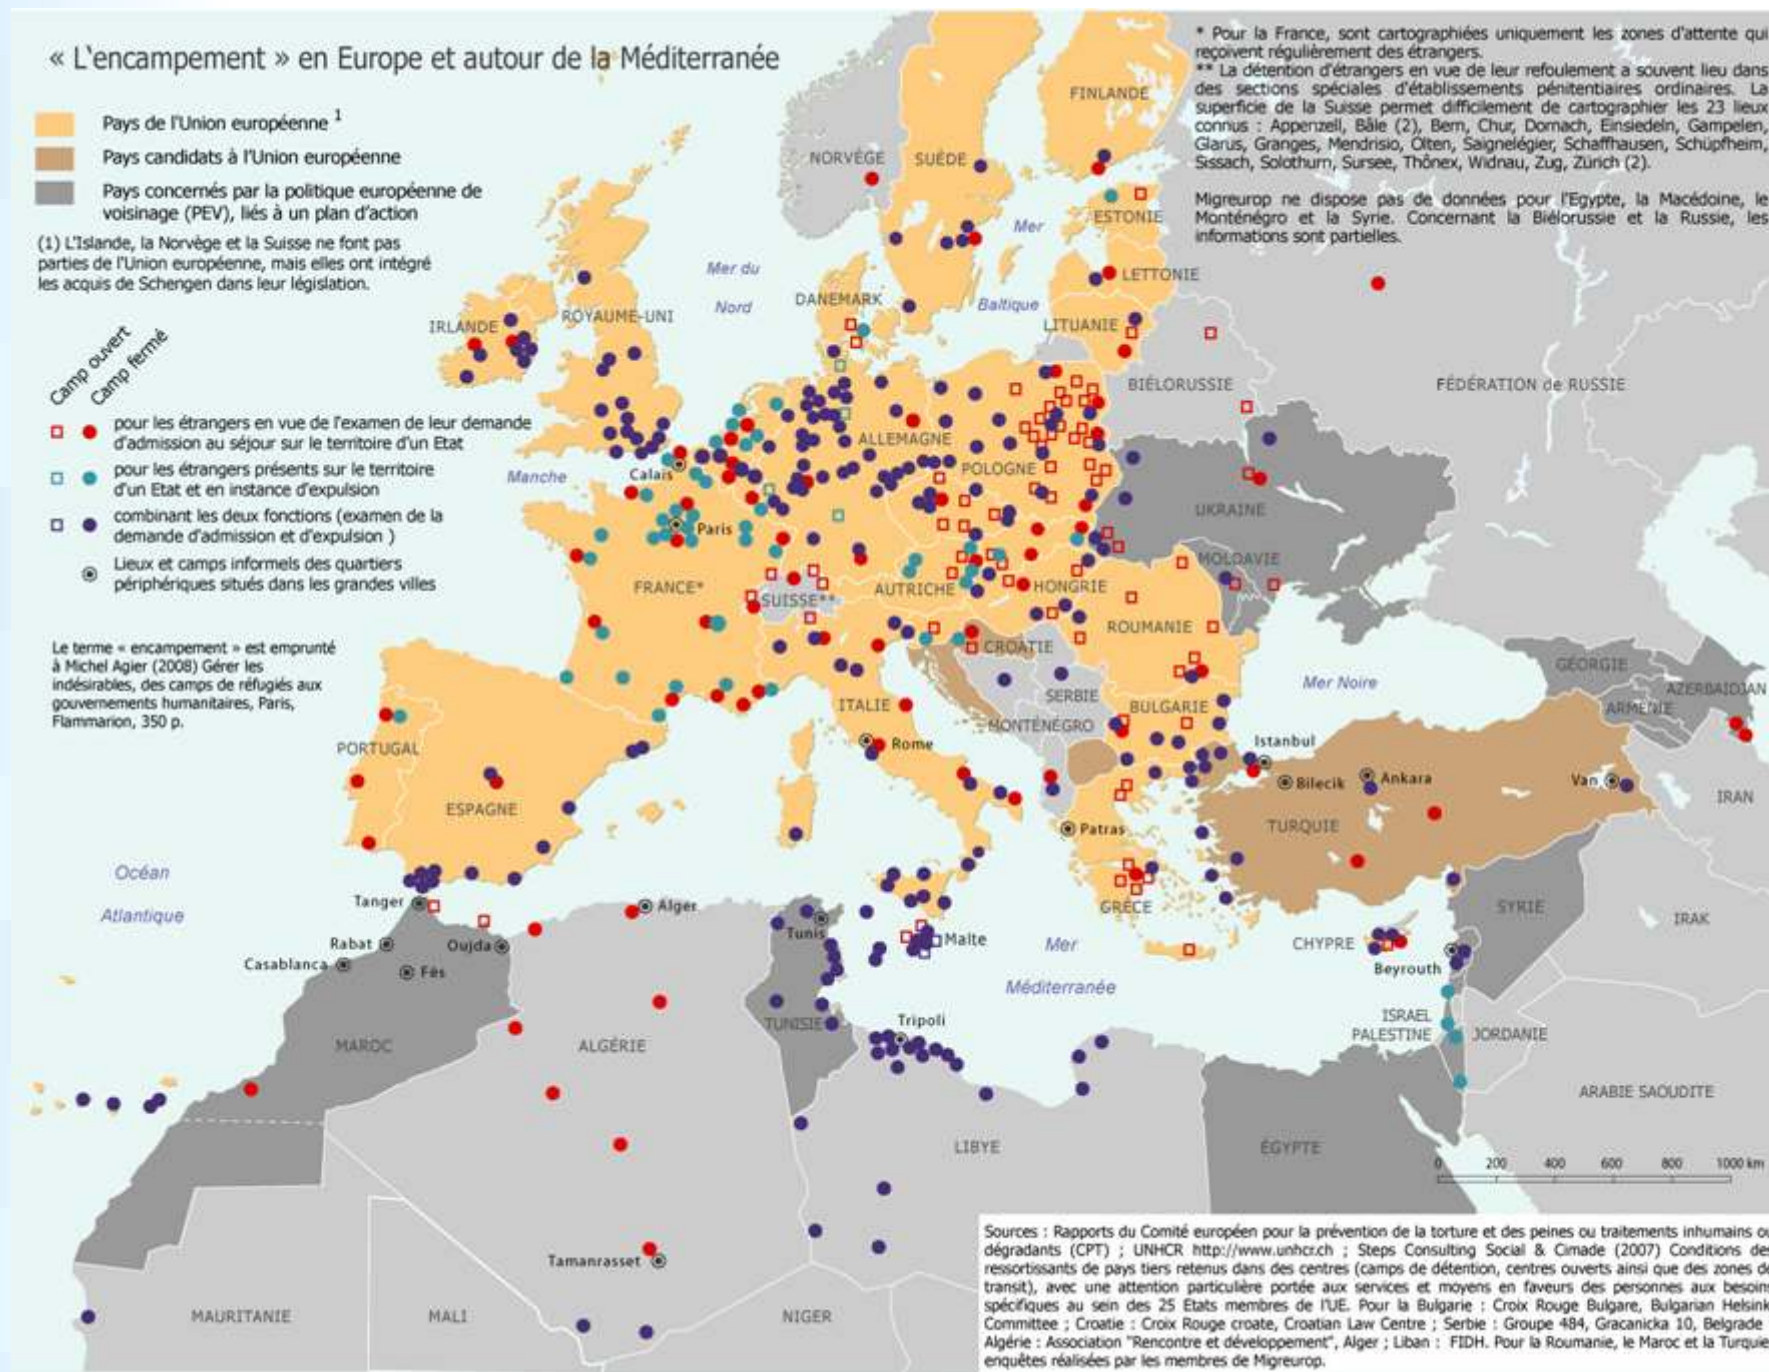 « L'encampement » en Europe et autour de la Méditerranée
Pays de l'Union européenne 1
Pays candidats à l'Union européenne
Pays concernés par la politique européenne de
voisinage (PEV), liés à un plan d'action
(1) L'Islande, la Norvège et la Suisse ne font pas
parties de l'Union européenne, mais elles ont intégré
les acquis de Schengen dans leur législation.
Camp ouvert
Camp fermé
pour les étrangers en vue de l'examen de leur demande
d'admission au séjour sur le territoire d'un Etat
pour les étrangers présents sur le territoire
d'un Etat et en instance d'expulsion
combinant les deux fonctions (examen de la
demande d'admission et d'expulsion )
Lieux et camps informels des quartiers
périphériques situés dans les grandes villes
Le terme « encampement » est emprunté
à Michel Agier (2008) Gérer les
indésirables, des camps de réfugiés aux
gouvernements humanitaires, Paris,
Flammarion, 350 p.
* Pour la France, sont cartographiées uniquement les zones d'attente qui
reçoivent régulièrement des étrangers.
** La détention d'étrangers en vue de leur refoulement a souvent lieu dans
des sections spéciales d'établissements pénitentiaires ordinaires. La
superficie de la Suisse permet difficilement de cartographier les 23 lieux
connus : Appenzell, Bâle (2), Bern, Chur, Dornach, Einsiedeln, Gampelen,
Glarus, Granges, Mendrisio, Olten, Saignelégier, Schaffhausen, Schüpfheim,
Sissach, Solothurn, Sursee, Thônex, Widnau, Zug, Zürich (2).
Migreurop ne dispose pas de données pour l'Egypte, la Macédoine, le
Monténégro et la Syrie. Concernant la Biélorussie et la Russie, les
informations sont partielles.
FINLANDE
NORVÈGE
SUÈDE
ESTONIE
Mer
Baltique
LETTONIE
Mer du
Nord
DANEMARK
IRLANDE
ROYAUME-UNI
LITUANIE
BIÉLORUSSIE
FÉDÉRATION de RUSSIE
ALLEMAGNE
POLOGNE
Manche
Calais
UKRAINE
Paris
MOLDAVIE
FRANCE*
SUISSE**
AUTRICHE
HONGRIE
ROUMANIE
CROATIE
GÉORGIE
Mer Noire
AZERBAIDJAN
SERBIE
ITALIE
BULGARIE
ARMÉNIE
MONTÉNÉGRO
PORTUGAL
Rome
Istanbul
Bilecik
Ankara
Van
IRAN
ESPAGNE
Patras
TURQUIE
Océan
Atlantique
Tanger
Alger
GRÈCE
SYRIE
IRAK
Rabat
Oujda
Tunis
Malte
Mer
Méditerranée
CHYPRE
Casablanca
Fès
Beyrouth
TUNISIE
Tripoli
ISRAEL
PALESTINE
JORDANIE
MAROC
ALGÉRIE
ARABIE SAOUDITE
LIBYE
ÉGYPTE
0 200 400 600 800 1000 km
Tamanrasset
MAURITANIE
MALI
NIGER
Sources : Rapports du Comité européen pour la prévention de la torture et des peines ou traitements inhumains ou
dégradants (CPT) ; UNHCR http://www.unhcr.ch ; Steps Consulting Social & Cimade (2007) Conditions des
ressortissants de pays tiers retenus dans des centres (camps de détention, centres ouverts ainsi que des zones de
transit), avec une attention particulière portée aux services et moyens en faveurs des personnes aux besoins
spécifiques au sein des 25 Etats membres de l'UE. Pour la Bulgarie : Croix Rouge Bulgare, Bulgarian Helsink
Committee ; Croatie : Croix Rouge croate, Croatian Law Centre ; Serbie : Groupe 484, Gracanicka 10, Belgrade
Algérie : Association "Rencontre et développement", Alger ; Liban : FIDH. Pour la Roumanie, le Maroc et la Turquie
enquêtes réalisées par les membres de Migreurop.